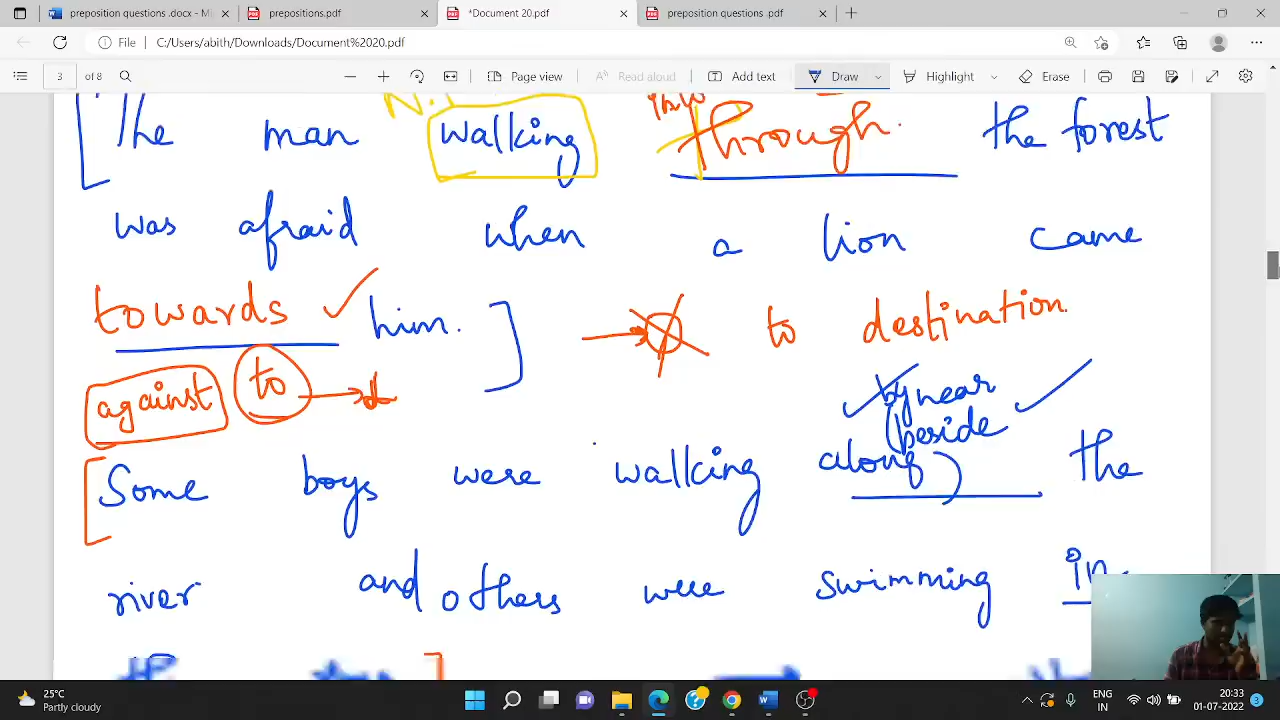 preposition questions .docx - Mi
prepositions.pdf
*Document 20.pdf
preposition questions .pdf
File
C:/Users/abith/Downloads/Document%2020.pdf
3 of 8
Page view
Read aloud
Add text
Draw
Highlight
Erase
The man walking through the forest
was afraid when a lion came
towards him. to destination.
against to
by near
(beside
Some boys were walking along) the
river and others were swimming in
25°C
Partly cloudy
ENG
IN
20:33
01-07-2022
3